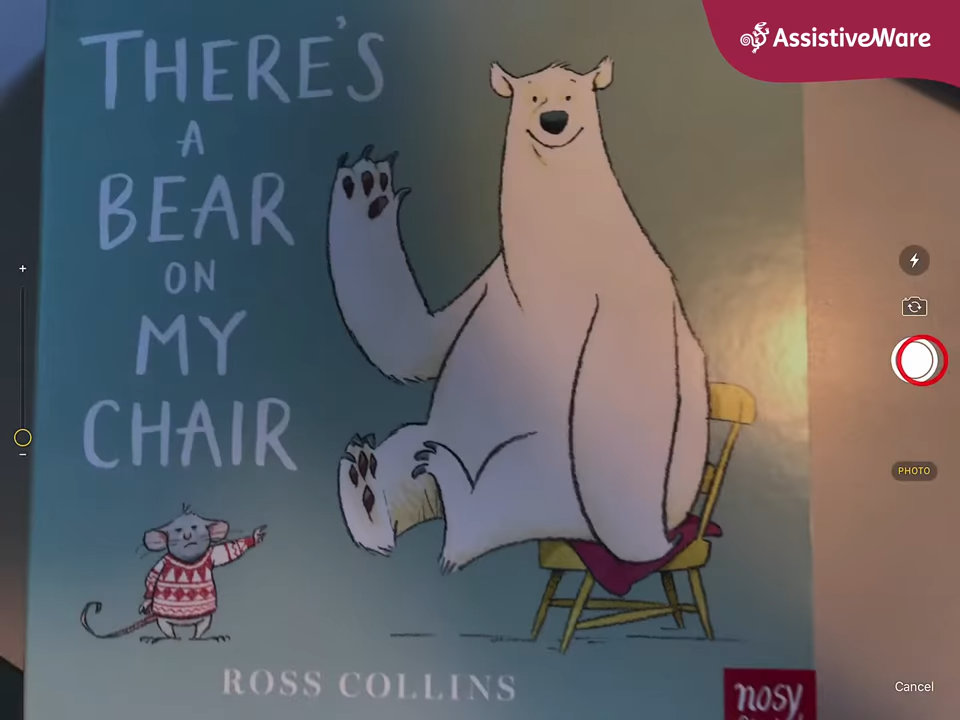 THERE'S
A
BEAR
ON
MY
CHAIR
ROSS COLLINS
nosy
AssistiveWare
PHOTO
Cancel